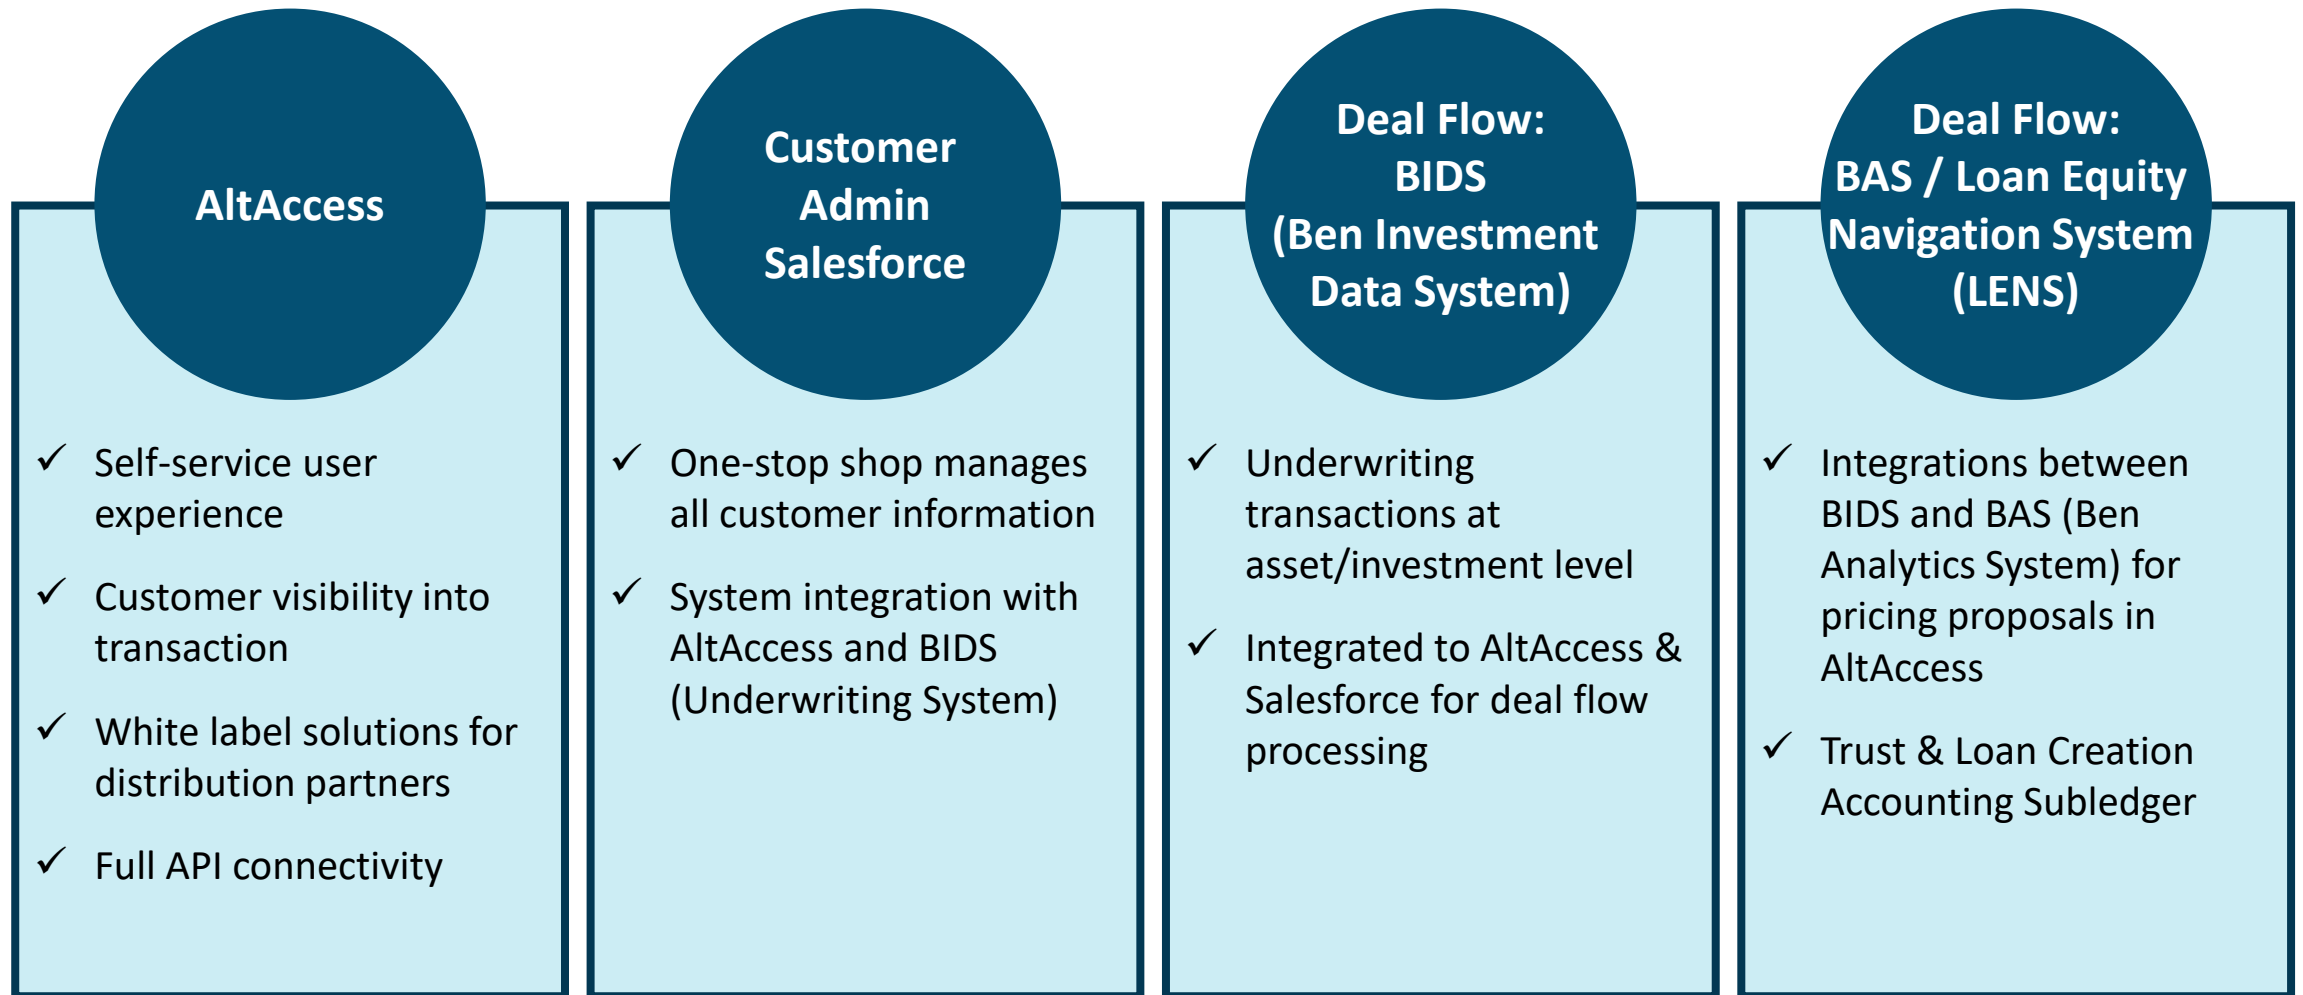 AltAccess
✓ Self-service user
experience
✓ Customer visibility into
transaction
✓ White label solutions for
distribution partners
✓ Full API connectivity
Customer
Admin
Salesforce
✓ One-stop shop manages
all customer information
✓ System integration with
AltAccess and BIDS
(Underwriting System)
Deal Flow:
BIDS
(Ben Investment
Data System)
✓ Underwriting
transactions at
asset/investment level
✓ Integrated to AltAccess &
Salesforce for deal flow
processing
Deal Flow:
BAS / Loan Equity
Navigation System
(LENS)
✓ Integrations between
BIDS and BAS (Ben
Analytics System) for
pricing proposals in
AltAccess
✓ Trust & Loan Creation
Accounting Subledger